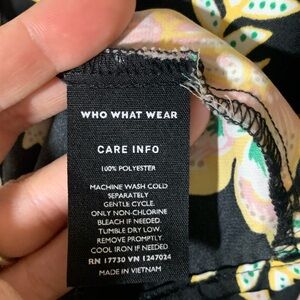 WHO WHAT WEAR
CARE INFO
100% POLYESTER
MACHINE WASH COLD
SEPARATELY
GENTLE CYCLE.
ONLY NON-CHLORINE
BLEACH IF NEEDED.
TUMBLE DRY LOW.
REMOVE PROMPTLY.
COOL IRON IF NEEDED.
RN 17730 VN 1247024
MADE IN VIETNAM